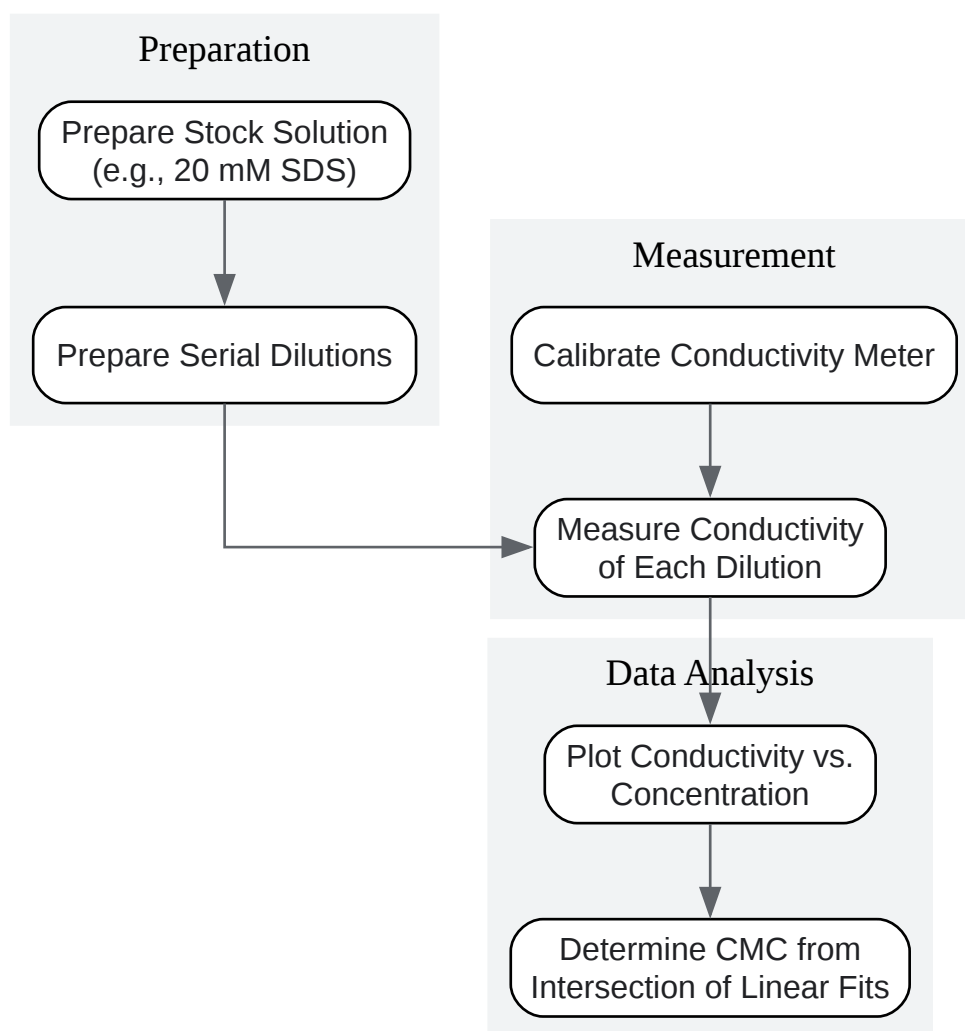 Preparation
Prepare Stock Solution
(e.g., 20 mM SDS)
Prepare Serial Dilutions
Measurement
Calibrate Conductivity Meter
Measure Conductivity
of Each Dilution
Data Analysis
Plot Conductivity vs.
Concentration
Determine CMC from
Intersection of Linear Fits